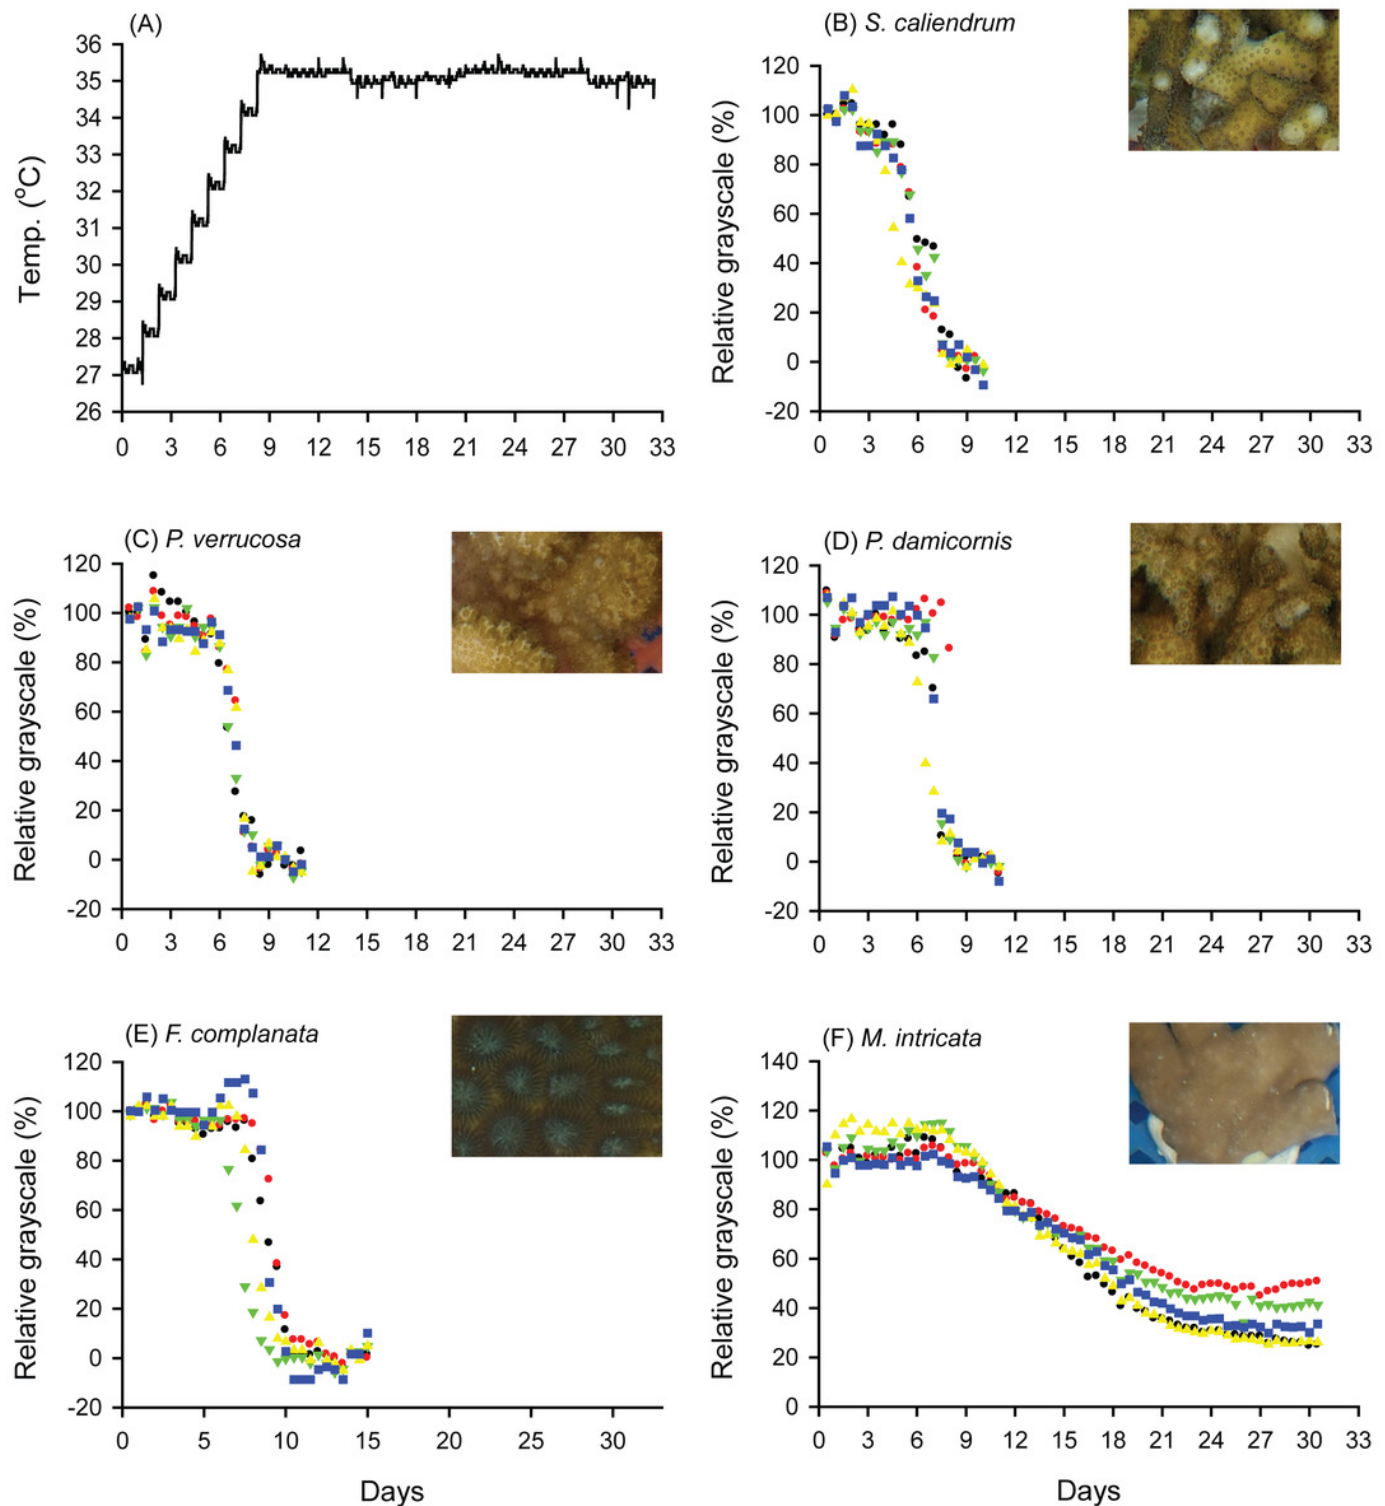 (A)
36
35
34
33
32
31
30
29
28
27
26
Temp. (°C)
0 3 6 9 12 15 18 21 24 27 30 33
(B) S. caliendrum
120
100
80
60
40
20
0
-20
Relative grayscale (%)
0 3 6 9 12 15 18 21 24 27 30 33
(C) P. verrucosa
120
100
80
60
40
20
0
-20
Relative grayscale (%)
0 3 6 9 12 15 18 21 24 27 30 33
(D) P. damicornis
120
100
80
60
40
20
0
-20
Relative grayscale (%)
0 3 6 9 12 15 18 21 24 27 30 33
(E) F. complanata
120
100
80
60
40
20
0
-20
Relative grayscale (%)
0 5 10 15 20 25 30
Days
(F) M. intricata
140
120
100
80
60
40
20
0
Relative grayscale (%)
0 3 6 9 12 15 18 21 24 27 30 33
Days